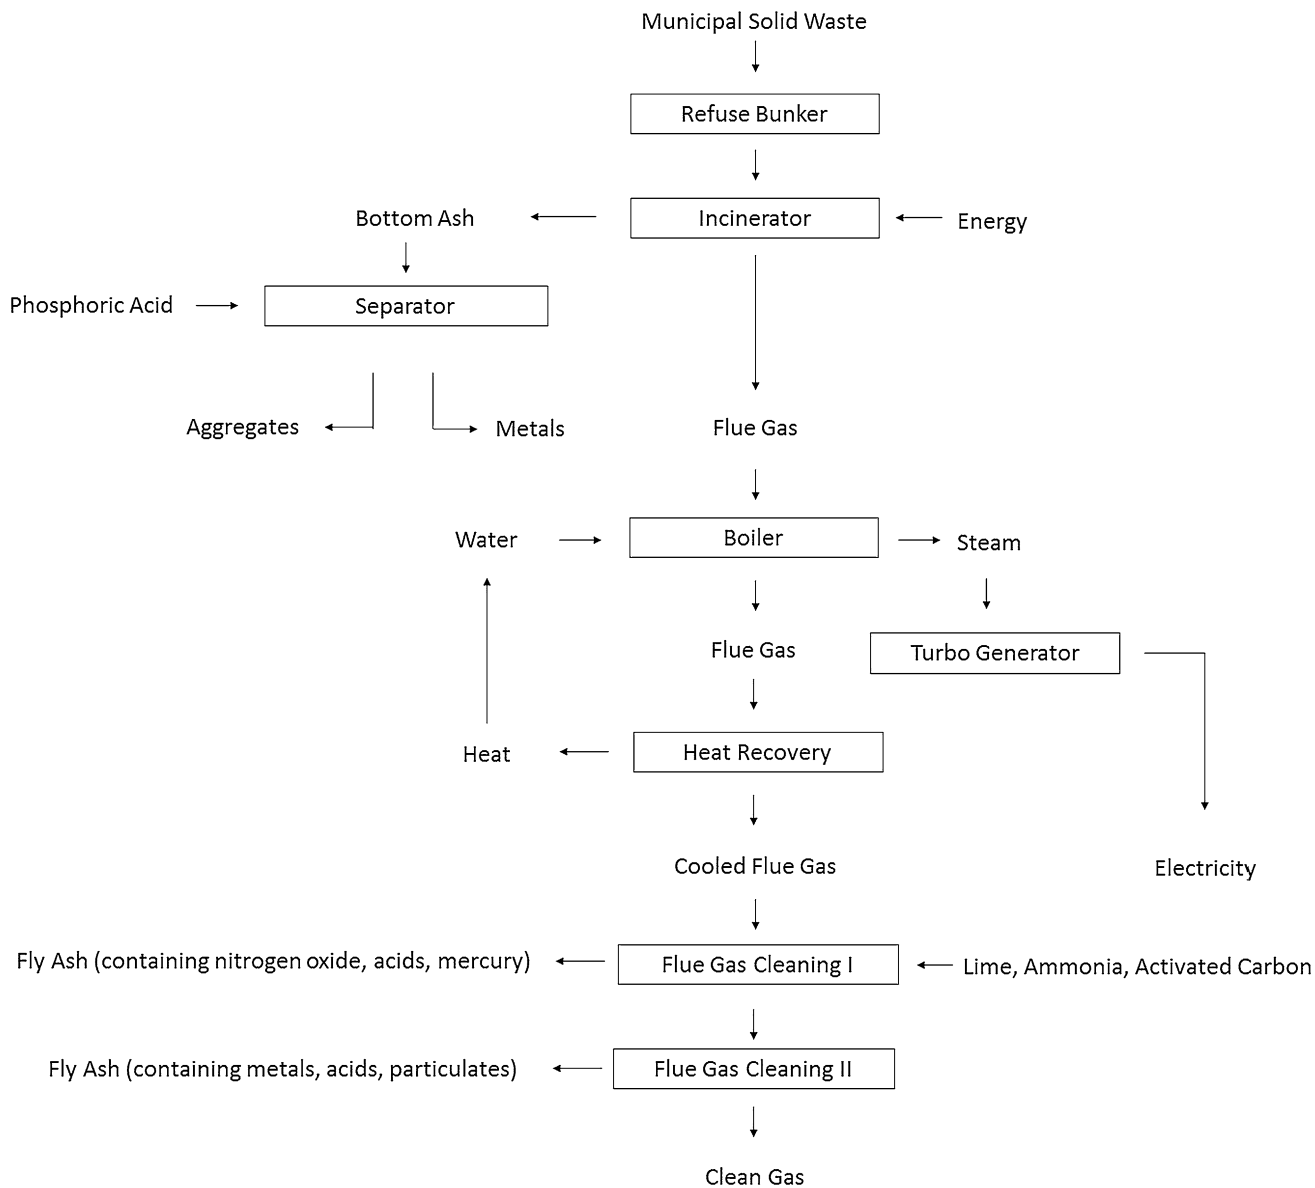 Municipal Solid Waste
Refuse Bunker
Bottom Ash
Incinerator
Energy
Phosphoric Acid
Separator
Aggregates
Metals
Flue Gas
Water
Boiler
Steam
Flue Gas
Turbo Generator
Heat
Heat Recovery
Cooled Flue Gas
Electricity
Fly Ash (containing nitrogen oxide, acids, mercury)
Flue Gas Cleaning I
Lime, Ammonia, Activated Carbon
Fly Ash (containing metals, acids, particulates)
Flue Gas Cleaning II
Clean Gas